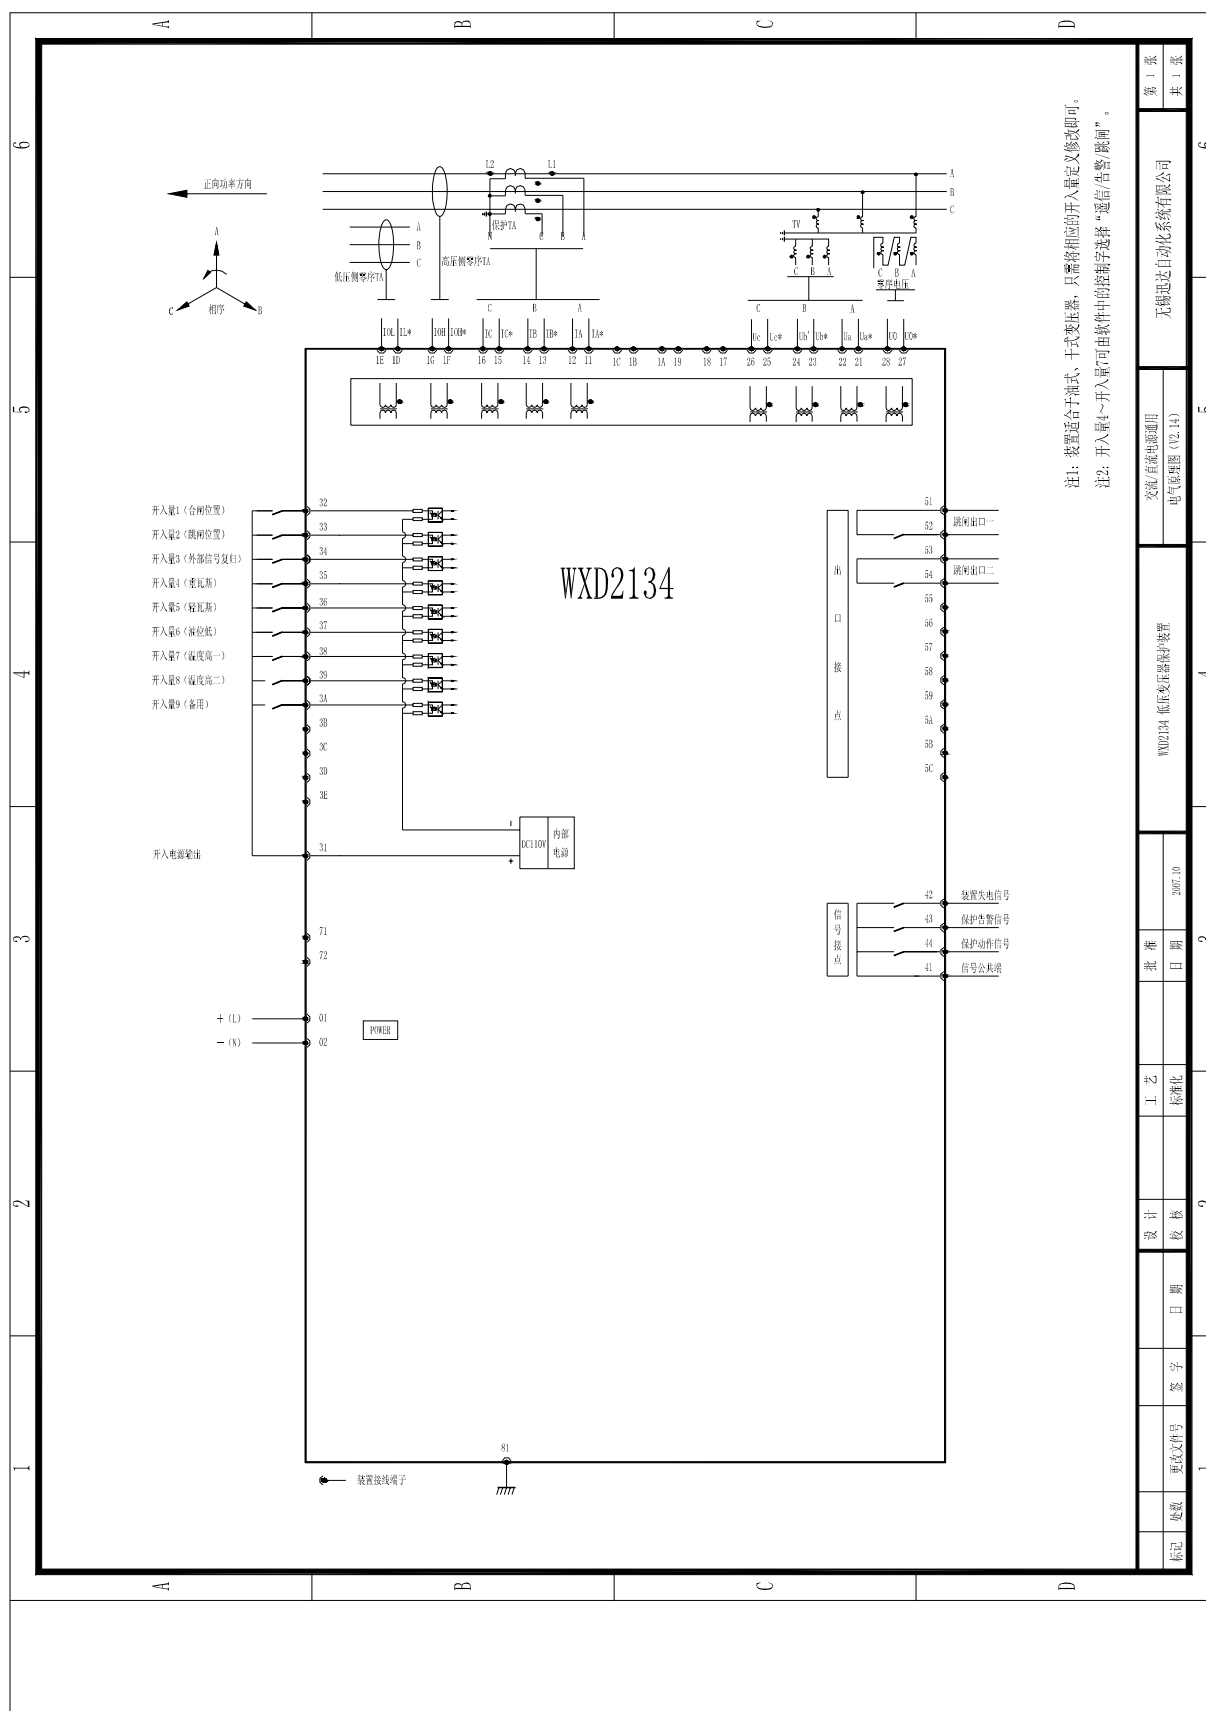 A
B
C
D
6
5
4
3
2
1
正向功率方向
A
C
B
相序
A
B
C
低压侧零序TA
高压侧零序TA
L2
L1
保护TA
N
C
B
A
C
B
A
A
B
C
TV
C
B
A
C
B
A
零序电压
C
B
A
IOL
IL*
IOH
IOH*
IC
IC*
IB
IB*
IA
IA*
Uc
Uc*
Ub'
Ub*
Ua
Ua*
U0
U0*
1E
1D
1G
1F
16
15
14
13
12
11
1C
1B
1A
19
18
17
26
25
24
23
22
21
28
27
WXD2134
开入量1（合闸位置）
32
开入量2（跳闸位置）
33
开入量3（外部信号复归）
34
开入量4（重瓦斯）
35
开入量5（轻瓦斯）
36
开入量6（油位低）
37
开入量7（温度高一）
38
开入量8（温度高二）
39
开入量9（备用）
3A
3B
3C
3D
3E
开入电源输出
31
-
+
DC110V
内部
电源
71
72
＋（L）
01
－（N）
02
POWER
出
口
接
点
51
52
跳闸出口一
53
54
跳闸出口二
55
56
57
58
59
5A
5B
5C
信
号
接
点
42
装置失电信号
43
保护告警信号
44
保护动作信号
41
信号公共端
81
装置接线端子
注1：装置适合于油式、干式变压器，只需将相应的开入量定义修改即可。
注2：开入量4～开入量7可由软件中的控制字选择“遥信/告警/跳闸”。
第 1 张
共 1 张
无锡迅达自动化系统有限公司
交流/直流电源通用
电气原理图（V2.14）
WXD2134 低压变压器保护装置
批 准
日 期
2007.10
工 艺
标准化
设 计
校 核
标记
处数
更改文件号
签 字
日 期
A
B
C
D
6
5
4
3
2
1